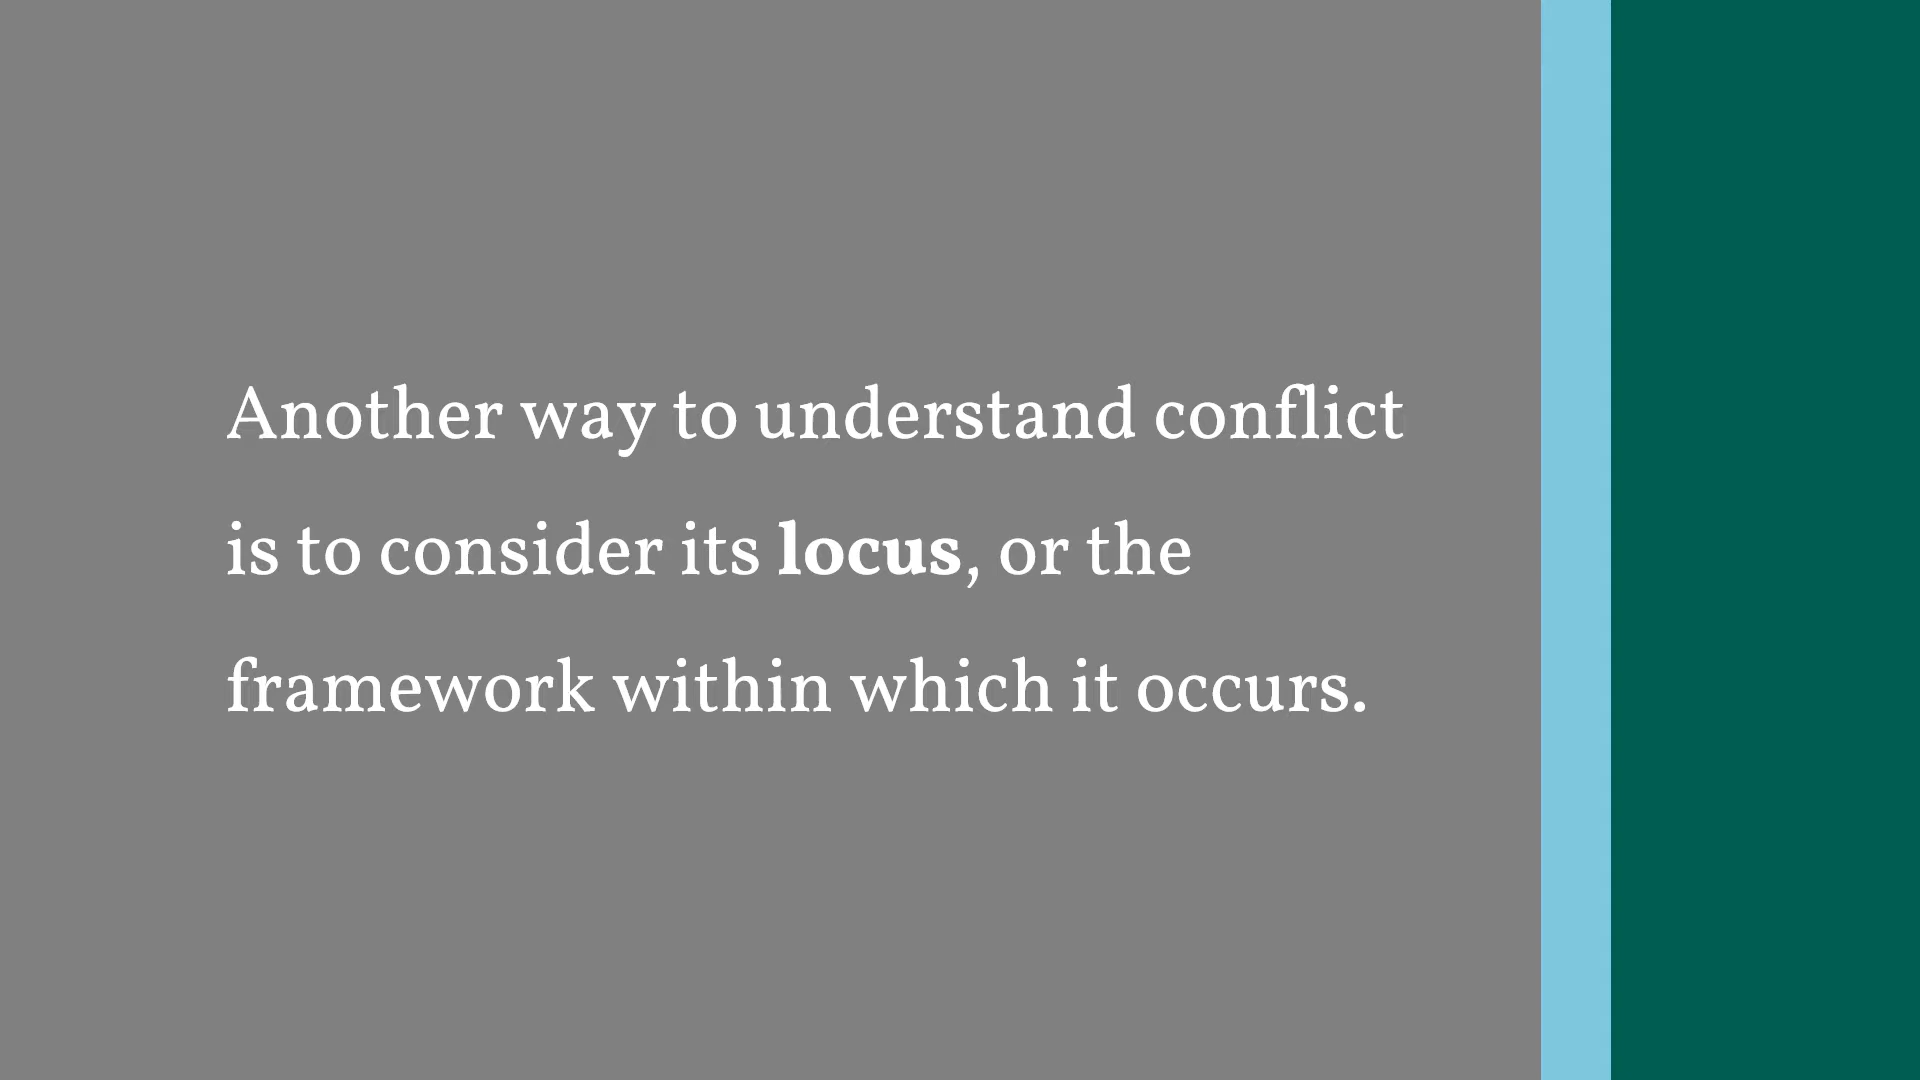 Another way to understand conflict
is to consider its locus, or the
framework within which it occurs.